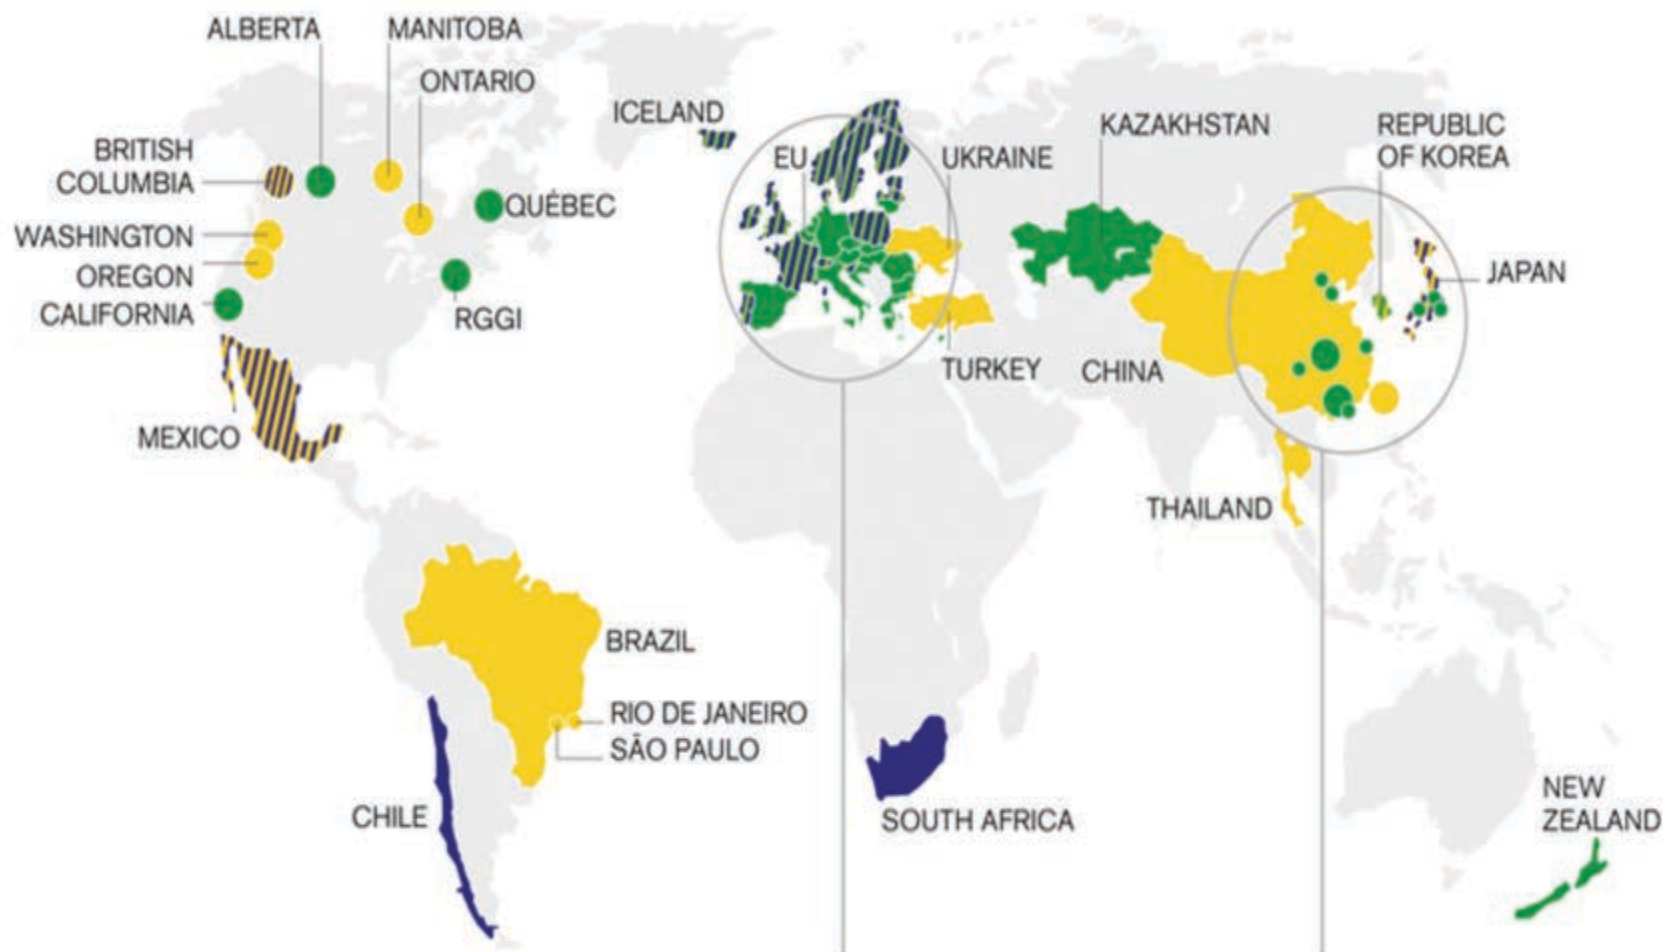 ALBERTA
MANITOBA
ONTARIO
ICELAND
KAZAKHSTAN
REPUBLIC
OF KOREA
BRITISH
COLUMBIA
EU
UKRAINE
QUÉBEC
WASHINGTON
OREGON
JAPAN
CALIFORNIA
RGGI
TURKEY
CHINA
MEXICO
THAILAND
BRAZIL
RIO DE JANEIRO
SÃO PAULO
CHILE
SOUTH AFRICA
NEW
ZEALAND